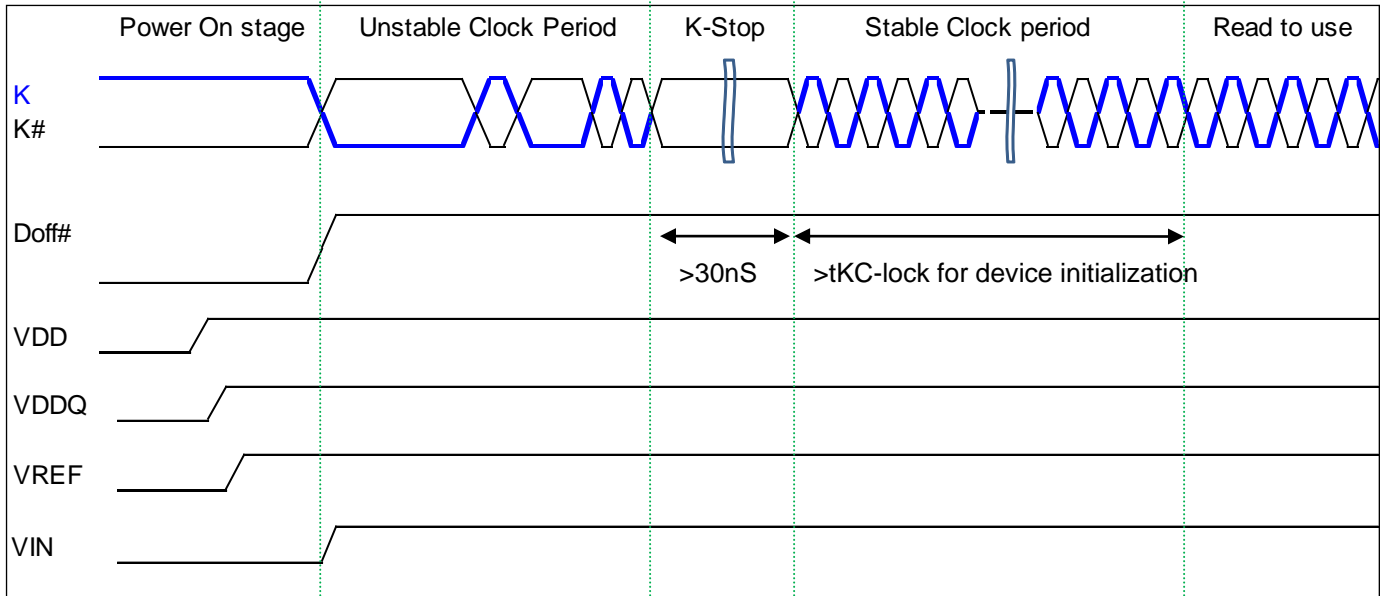 Power On stage Unstable Clock Period K-Stop Stable Clock period Read to use
K
K#
Doff#
>30nS >tKC-lock for device initialization
VDD
VDDQ
VREF
VIN